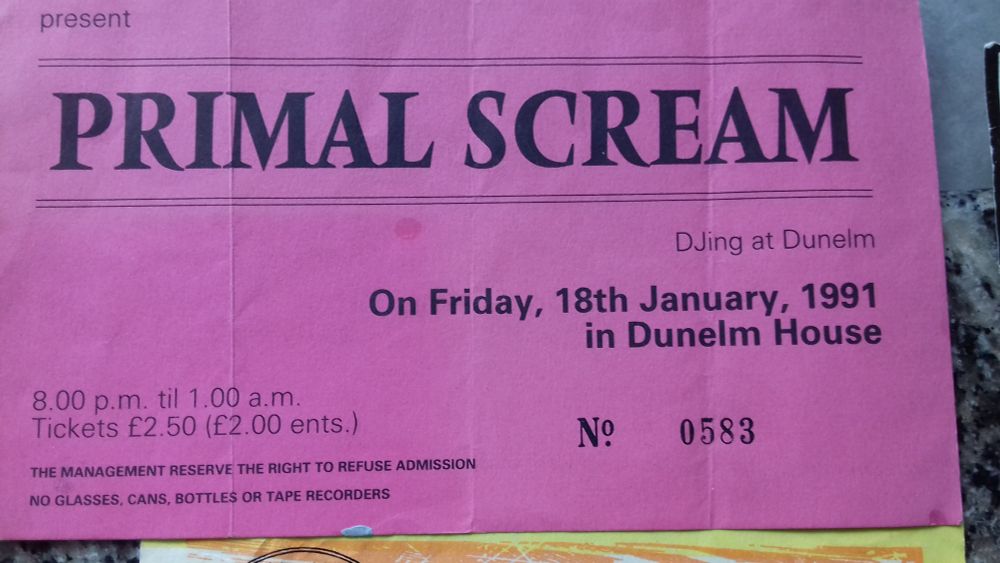 present
PRIMAL SCREAM
DJing at Dunelm
On Friday, 18th January, 1991
in Dunelm House
8.00 p.m. til 1.00 a.m.
Tickets £2.50 (£2.00 ents.)
Nº 0583
THE MANAGEMENT RESERVE THE RIGHT TO REFUSE ADMISSION
NO GLASSES, CANS, BOTTLES OR TAPE RECORDERS